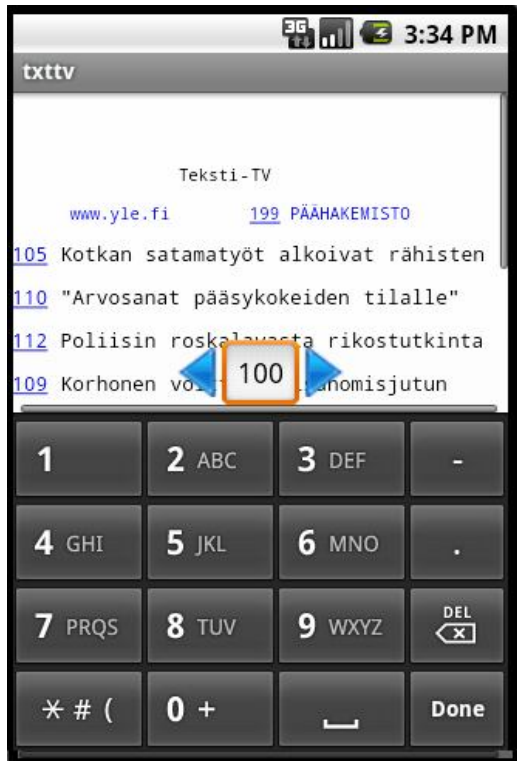 3G 3:34 PM
txttv
Teksti-TV
www.yle.fi 199 PÄÄHAKEMISTO
105 Kotkan satamatyöt alkoivat rähisten
110 "Arvosanat pääsykokeiden tilalle"
112 Poliisin roskalavasta rikostutkinta
109 Korhonen
100
1 2 ABC 3 DEF -
4 GHI 5 JKL 6 MNO .
7 PRQS 8 TUV 9 WXYZ DEL
* # ( 0 + Done